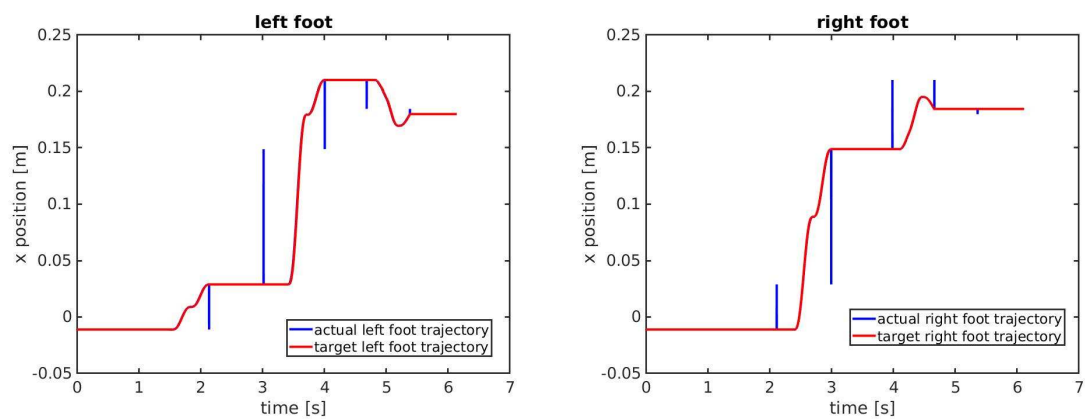 left foot
0.25
0.2
0.15
0.1
0.05
0
-0.05
x position [m]
actual left foot trajectory
target left foot trajectory
0 1 2 3 4 5 6 7
time [s]
right foot
0.25
0.2
0.15
0.1
0.05
0
-0.05
x position [m]
actual right foot trajectory
target right foot trajectory
0 1 2 3 4 5 6 7
time [s]